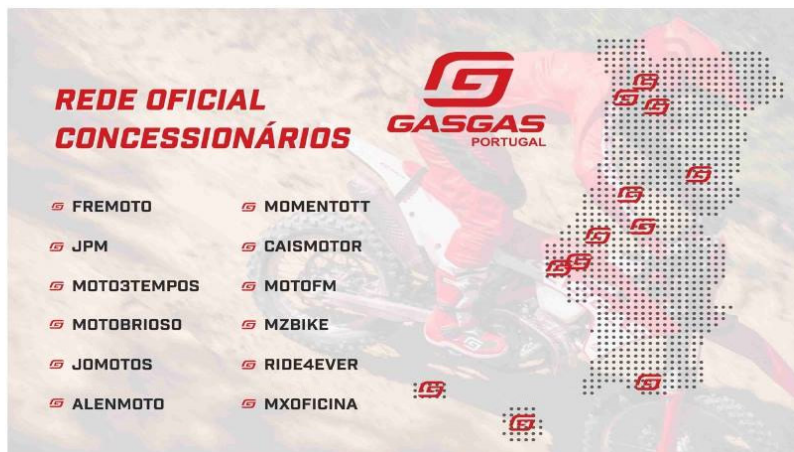 REDE OFICIAL
CONCESSIONÁRIOS
GASGAS
PORTUGAL
FREMOTO
JPM
MOTO3TEMPOS
MOTOBRIOSO
JOMOTOS
ALENMOTO
MOMENTOTT
CAISMOTOR
MOTOFM
MZBIKE
RIDE4EVER
MXOFICINA